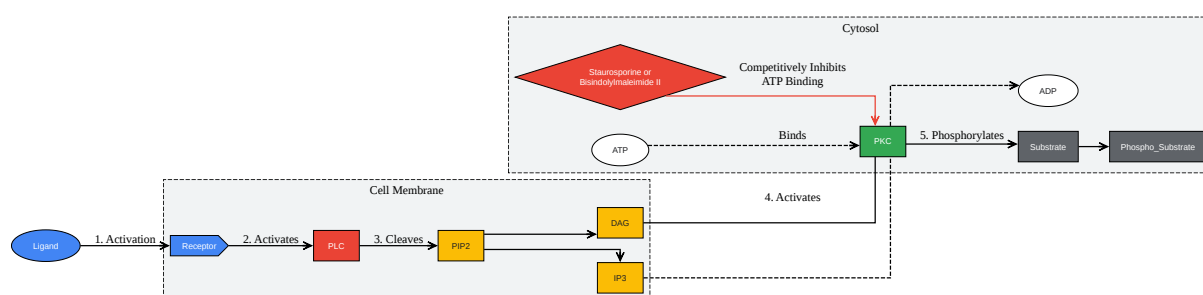 Cytosol
Staurosporine or
Bisindolylmaleimide II
Competitively Inhibits
ATP Binding
ADP
ATP
Binds
PKC
5. Phosphorylates
Substrate
Phospho_Substrate
Cell Membrane
4. Activates
Ligand
1. Activation
Receptor
2. Activates
PLC
3. Cleaves
PIP2
DAG
IP3